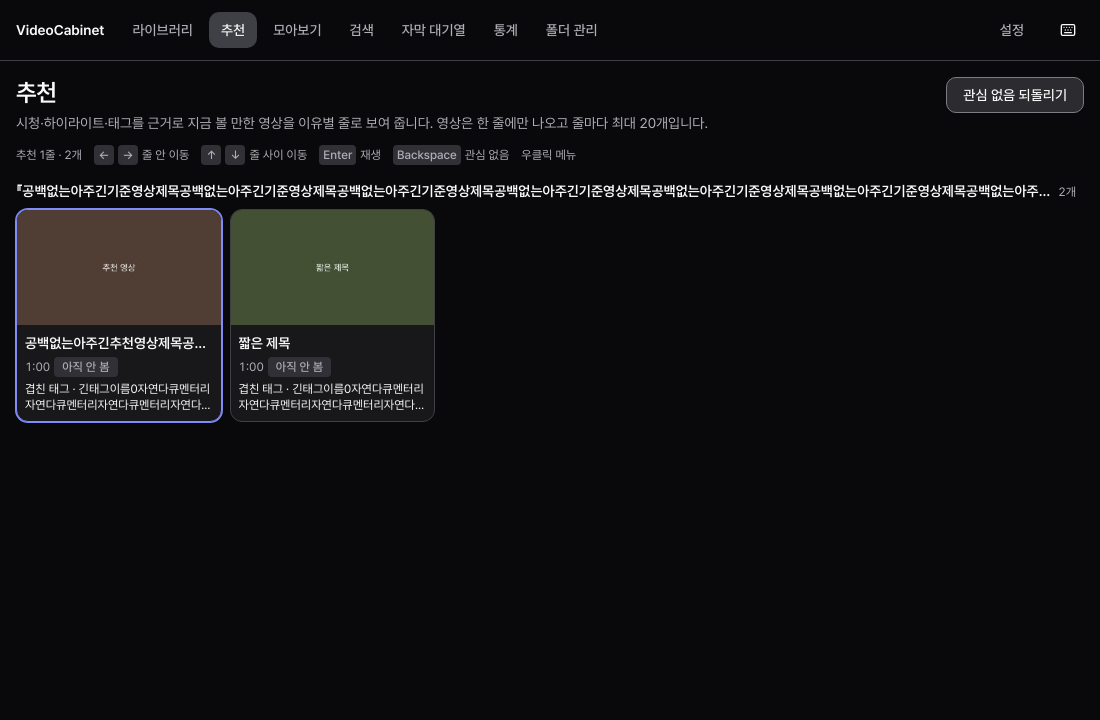 VideoCabinet 라이브러리 추천 모아보기 검색 자막 대기열 통계 폴더 관리 설정
추천
관심 없음 되돌리기
시청·하이라이트·태그를 근거로 지금 볼 만한 영상을 이유별 줄로 보여 줍니다. 영상은 한 줄에만 나오고 줄마다 최대 20개입니다.
추천 1줄 · 2개 ← → 줄 안 이동 ↑ ↓ 줄 사이 이동 Enter 재생 Backspace 관심 없음 우클릭 메뉴
『공백없는아주긴기준영상제목공백없는아주긴기준영상제목공백없는아주긴기준영상제목공백없는아주긴기준영상제목공백없는아주긴기준영상제목공백없는아주긴기준영상제목공백없는아주... 2개
추천 영상
공백없는아주긴추천영상제목공...
1:00 아직 안 봄
겹친 태그 · 긴태그이름0자연다큐멘터리
자연다큐멘터리자연다큐멘터리자연다...
짧은 제목
짧은 제목
1:00 아직 안 봄
겹친 태그 · 긴태그이름0자연다큐멘터리
자연다큐멘터리자연다큐멘터리자연다...